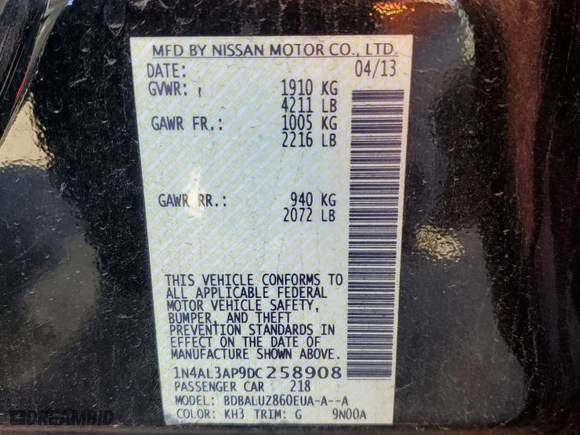 MFD BY NISSAN MOTOR CO., LTD.
DATE: 04/13
GVWR: 1910 KG
4211 LB
GAWR FR.: 1005 KG
2216 LB
GAWR RR.: 940 KG
2072 LB
THIS VEHICLE CONFORMS TO
ALL APPLICABLE FEDERAL
MOTOR VEHICLE SAFETY,
BUMPER, AND THEFT
PREVENTION STANDARDS IN
EFFECT ON THE DATE OF
MANUFACTURE SHOWN ABOVE.
1N4AL3AP9DC258908
PASSENGER CAR 218
MODEL: BDBALUZ860EUA-A--A
COLOR: KH3 TRIM: G 9N00A
DREAMBID